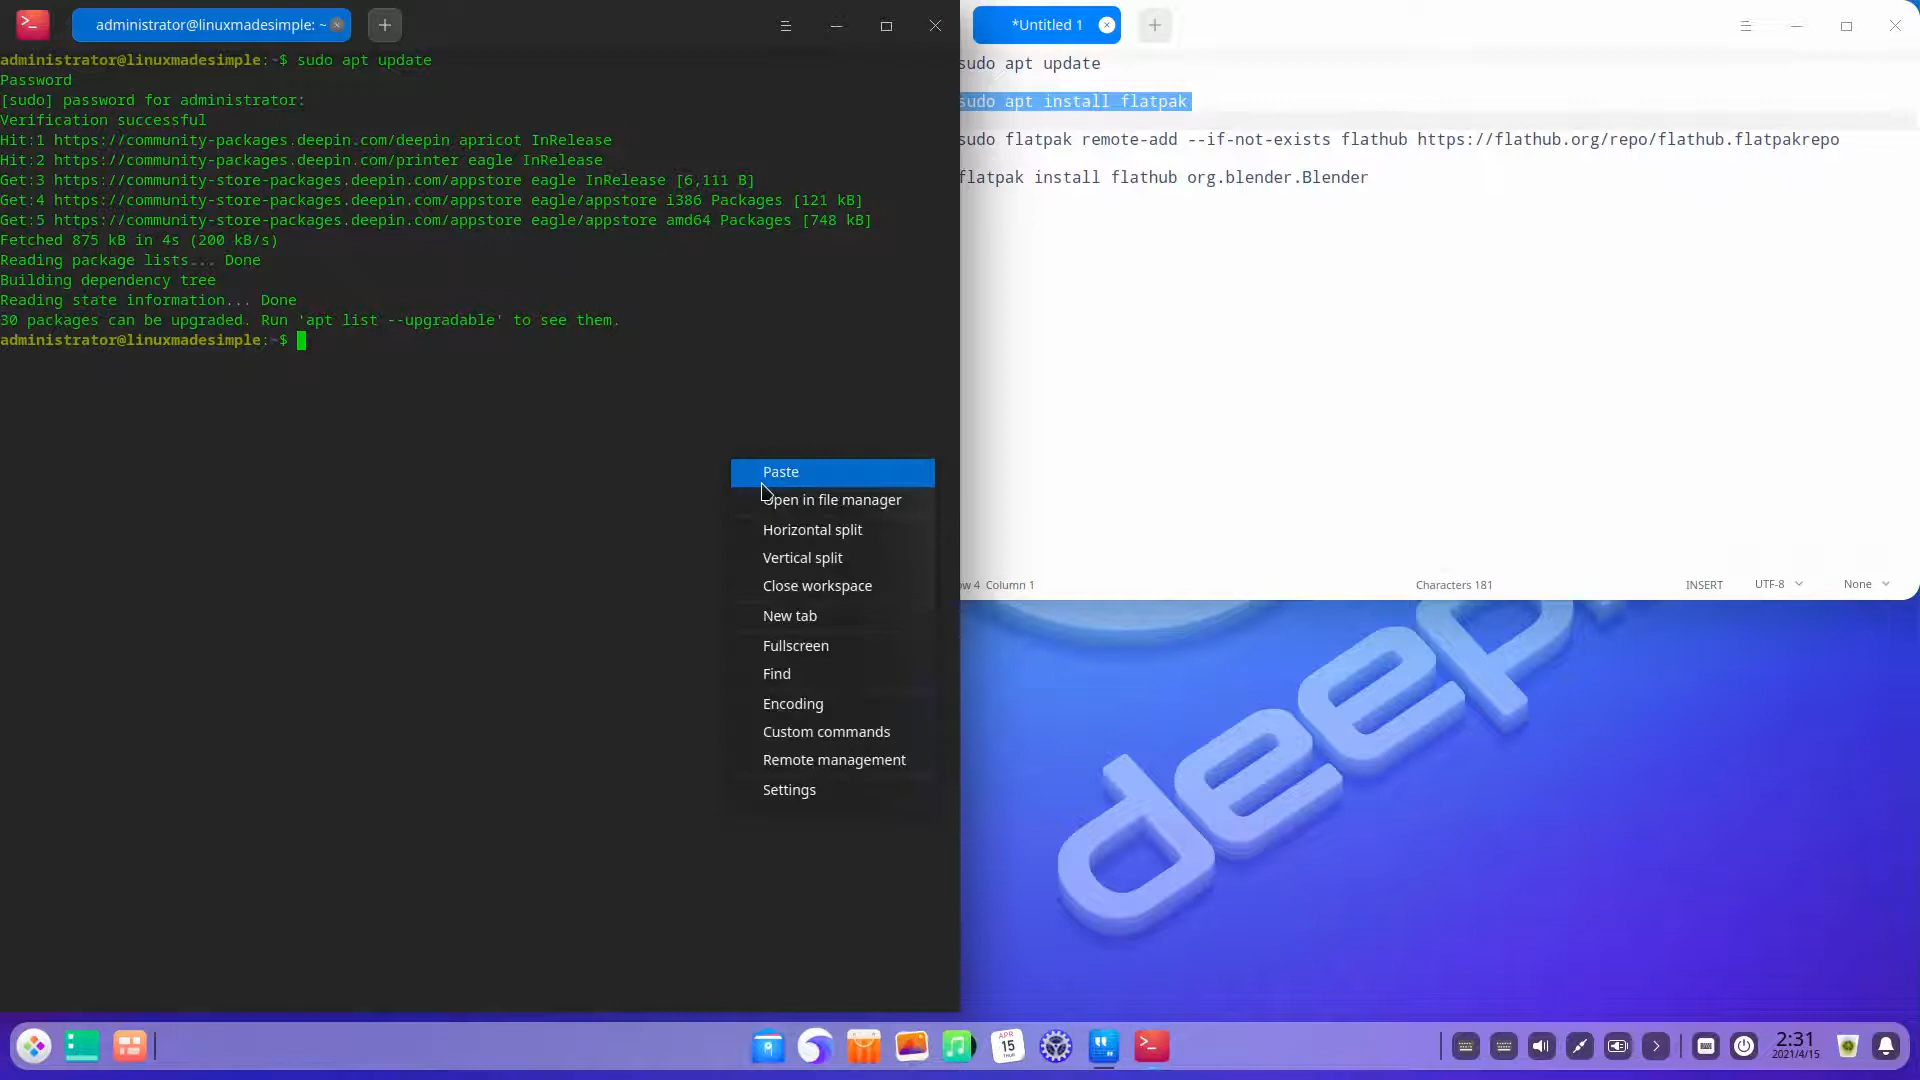 administrator@linuxmadesimple: ~
administrator@linuxmadesimple:~$ sudo apt update
Password
[sudo] password for administrator:
Verification successful
Hit:1 https://community-packages.deepin.com/deepin apricot InRelease
Hit:2 https://community-packages.deepin.com/printer eagle InRelease
Get:3 https://community-store-packages.deepin.com/appstore eagle InRelease [6,111 B]
Get:4 https://community-store-packages.deepin.com/appstore eagle/appstore i386 Packages [121 kB]
Get:5 https://community-store-packages.deepin.com/appstore eagle/appstore amd64 Packages [748 kB]
Fetched 875 kB in 4s (200 kB/s)
Reading package lists... Done
Building dependency tree
Reading state information... Done
30 packages can be upgraded. Run 'apt list --upgradable' to see them.
administrator@linuxmadesimple:~$
Paste
Open in file manager
Horizontal split
Vertical split
Close workspace
New tab
Fullscreen
Find
Encoding
Custom commands
Remote management
Settings
*Untitled 1
sudo apt update
sudo apt install flatpak
sudo flatpak remote-add --if-not-exists flathub https://flathub.org/repo/flathub.flatpakrepo
flatpak install flathub org.blender.Blender
ow 4 Column 1
Characters 181
INSERT
UTF-8
None
deepin
APR
15
THU
2:31
2021/4/15